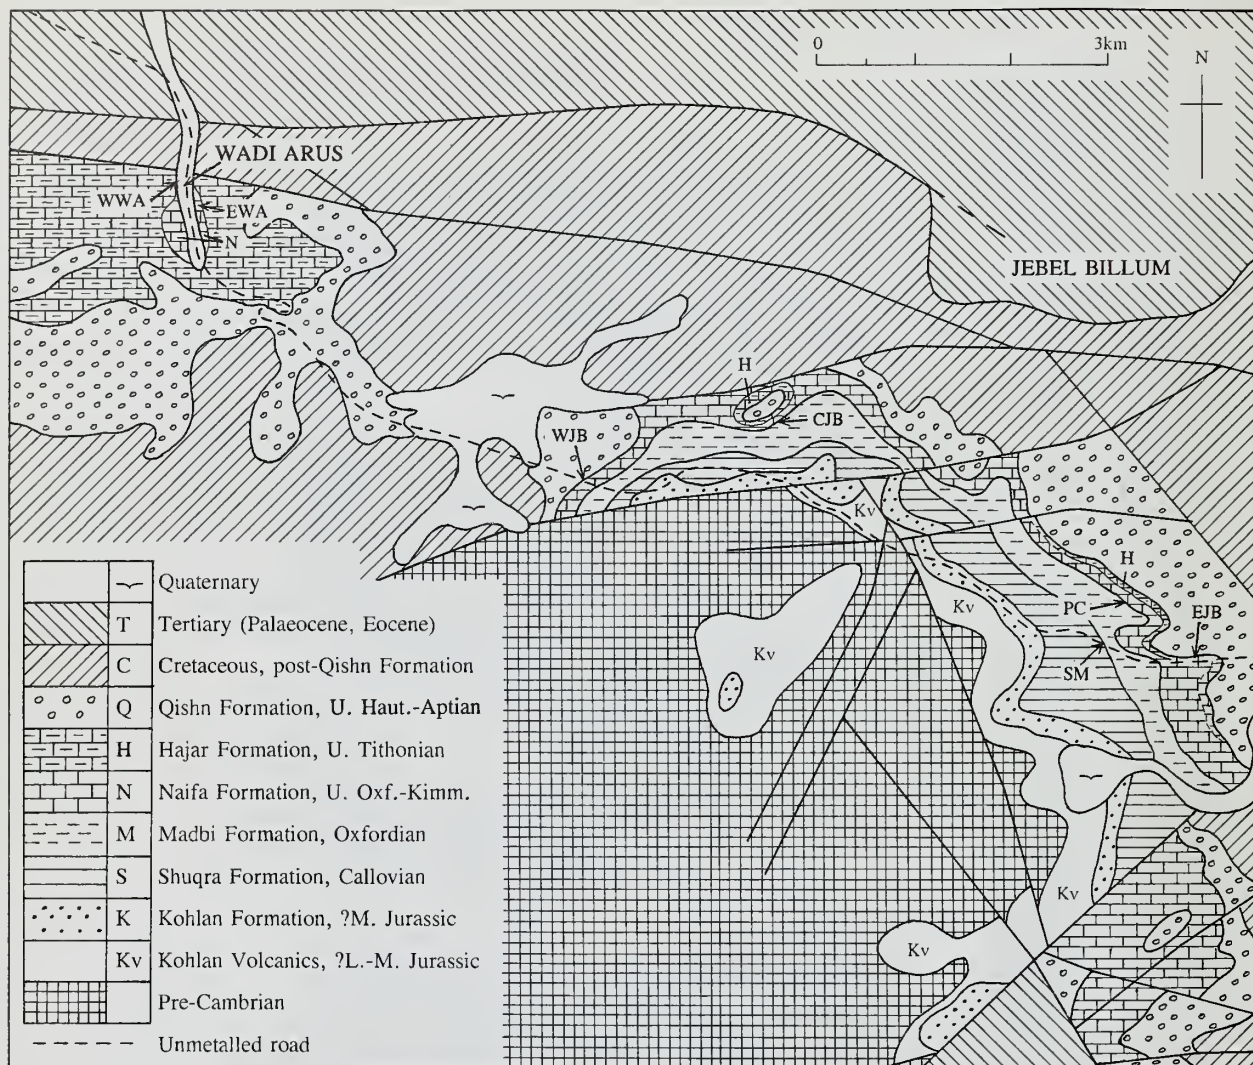 0 3km
N
WADI ARUS
WWA
EWA
N
JEBEL BILLUM
H
CJB
WJB
Kv
H
Kv
PC
EJB
Kv
SM
Quaternary
T Tertiary (Palaeocene, Eocene)
C Cretaceous, post-Qishn Formation
Q Qishn Formation, U. Haut.-Aptian
H Hajar Formation, U. Tithonian
N Naifa Formation, U. Oxf.-Kimm.
M Madbi Formation, Oxfordian
S Shuqra Formation, Callovian
K Kohlan Formation, ?M. Jurassic
Kv Kohlan Volcanics, ?L.-M. Jurassic
Pre-Cambrian
Unmetalled road
Kv
Kv